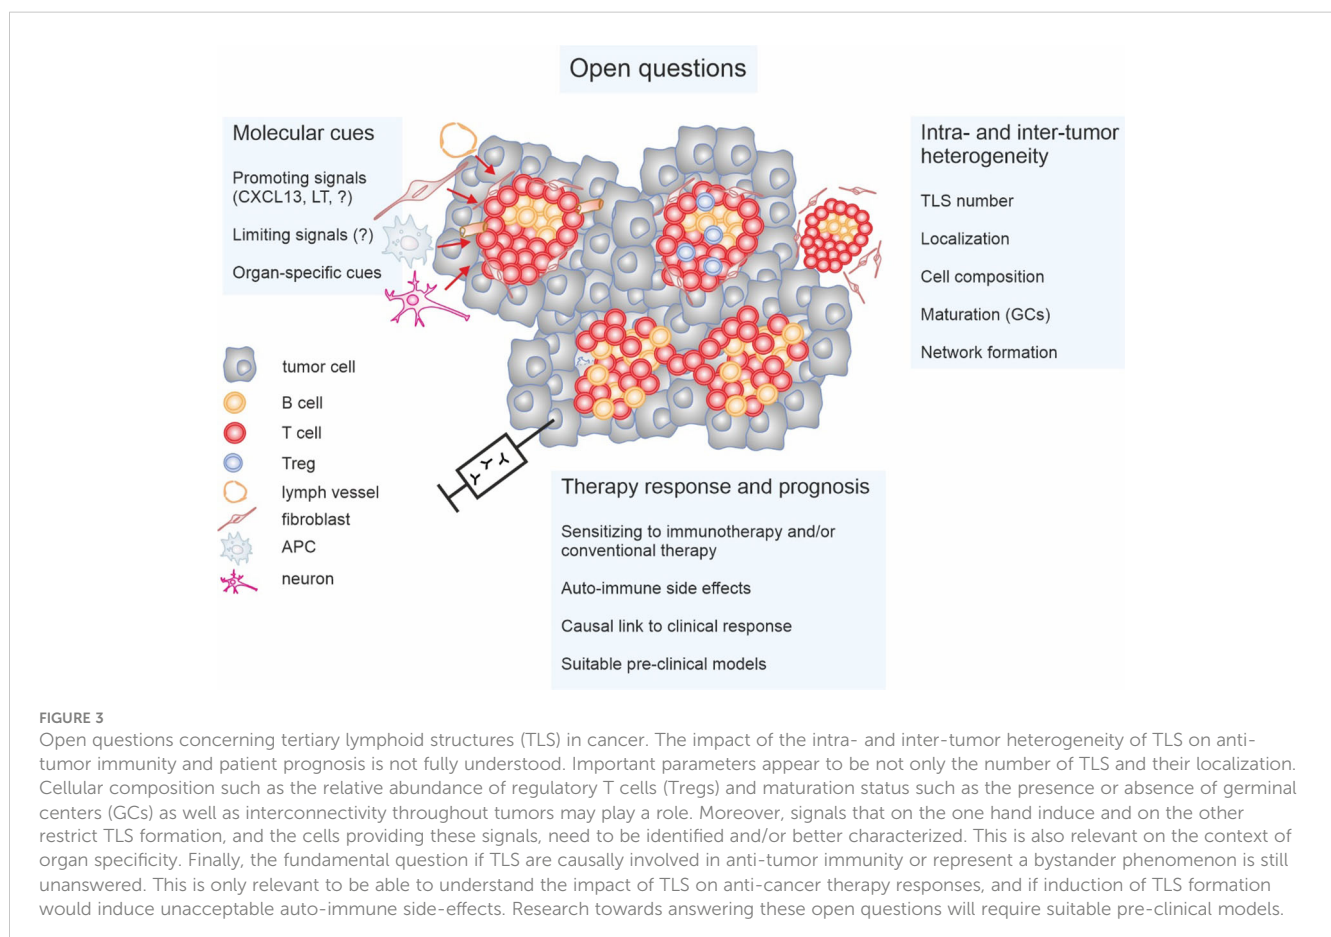 Open questions
Molecular cues
Promoting signals
(CXCL13, LT, ?)
Limiting signals (?)
Organ-specific cues
Intra- and inter-tumor
heterogeneity
TLS number
Localization
Cell composition
Maturation (GCs)
Network formation
tumor cell
B cell
T cell
Treg
lymph vessel
fibroblast
APC
neuron
Therapy response and prognosis
Sensitizing to immunotherapy and/or
conventional therapy
Auto-immune side effects
Causal link to clinical response
Suitable pre-clinical models
FIGURE 3
Open questions concerning tertiary lymphoid structures (TLS) in cancer. The impact of the intra- and inter-tumor heterogeneity of TLS on anti-
tumor immunity and patient prognosis is not fully understood. Important parameters appear to be not only the number of TLS and their localization.
Cellular composition such as the relative abundance of regulatory T cells (Tregs) and maturation status such as the presence or absence of germinal
centers (GCs) as well as interconnectivity throughout tumors may play a role. Moreover, signals that on the one hand induce and on the other
restrict TLS formation, and the cells providing these signals, need to be identified and/or better characterized. This is also relevant on the context of
organ specificity. Finally, the fundamental question if TLS are causally involved in anti-tumor immunity or represent a bystander phenomenon is still
unanswered. This is only relevant to be able to understand the impact of TLS on anti-cancer therapy responses, and if induction of TLS formation
would induce unacceptable auto-immune side-effects. Research towards answering these open questions will require suitable pre-clinical models.